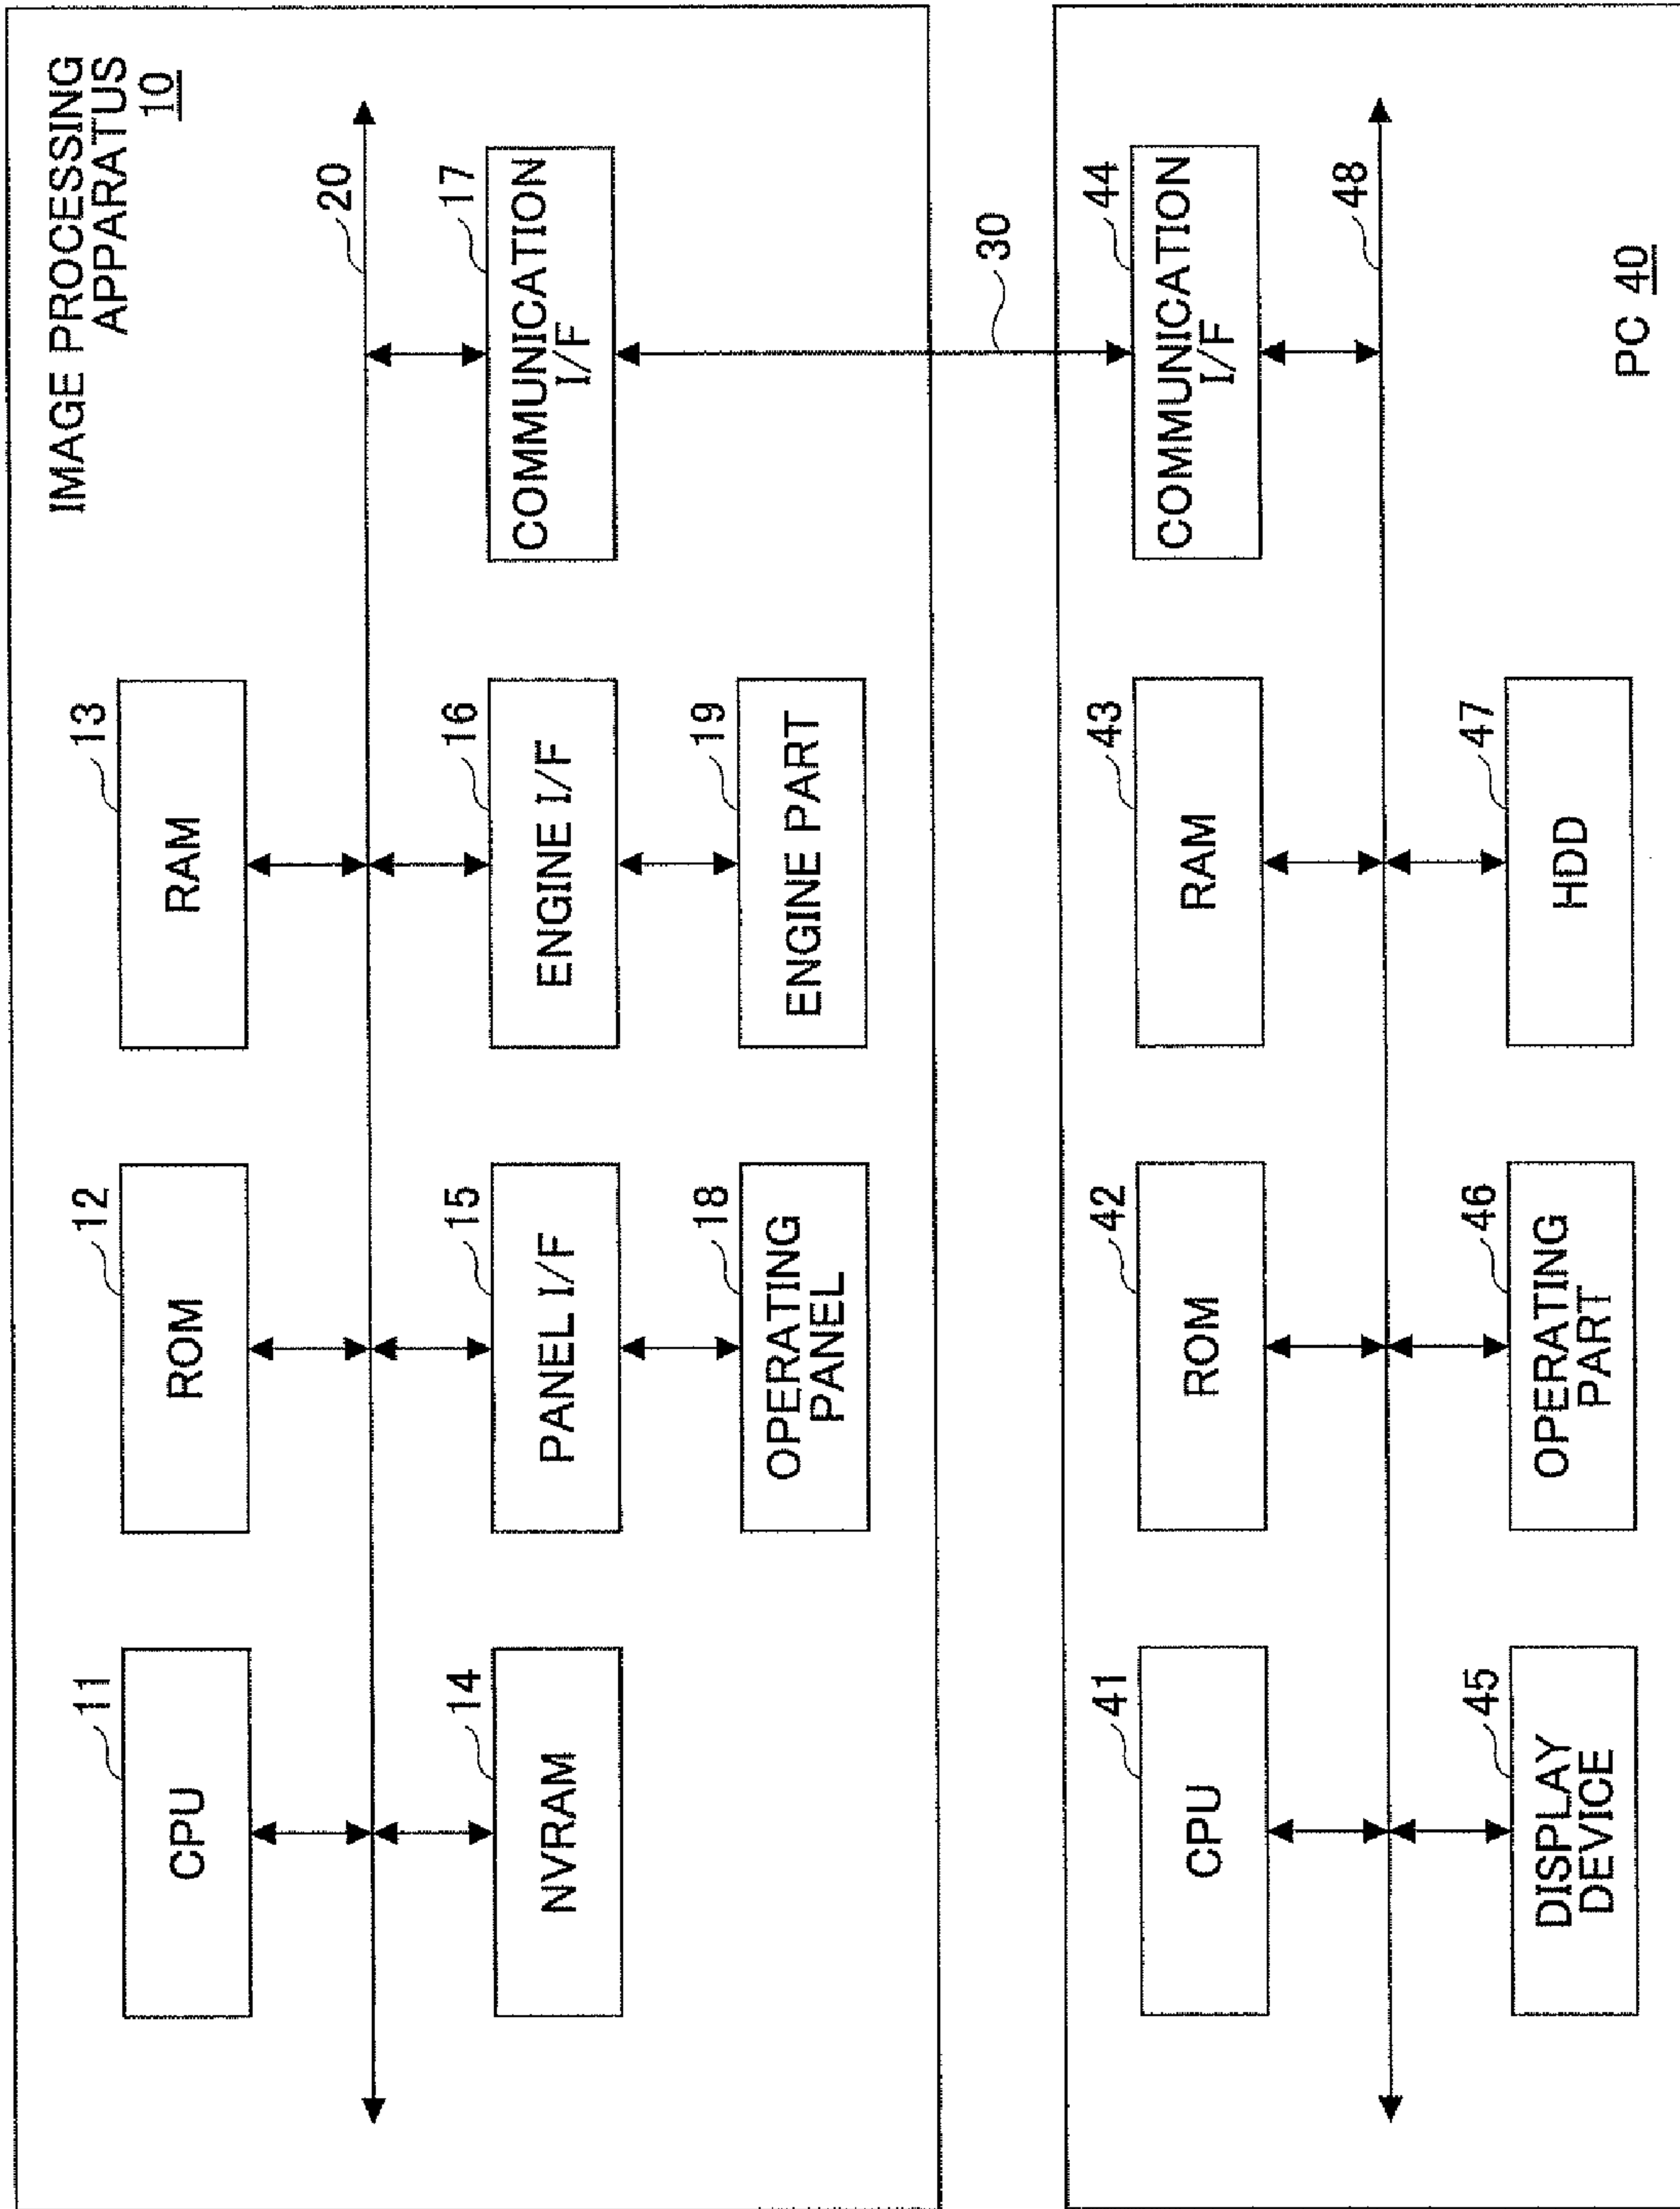 IMAGE PROCESSING
APPARATUS
10
11
12
13
CPU
ROM
RAM
20
14
15
16
17
NVRAM
PANEL I/F
ENGINE I/F
COMMUNICATION
I/F
18
19
OPERATING
PANEL
ENGINE PART
30
41
42
43
44
CPU
ROM
RAM
COMMUNICATION
I/F
48
45
46
47
DISPLAY
DEVICE
OPERATING
PART
HDD
PC 40